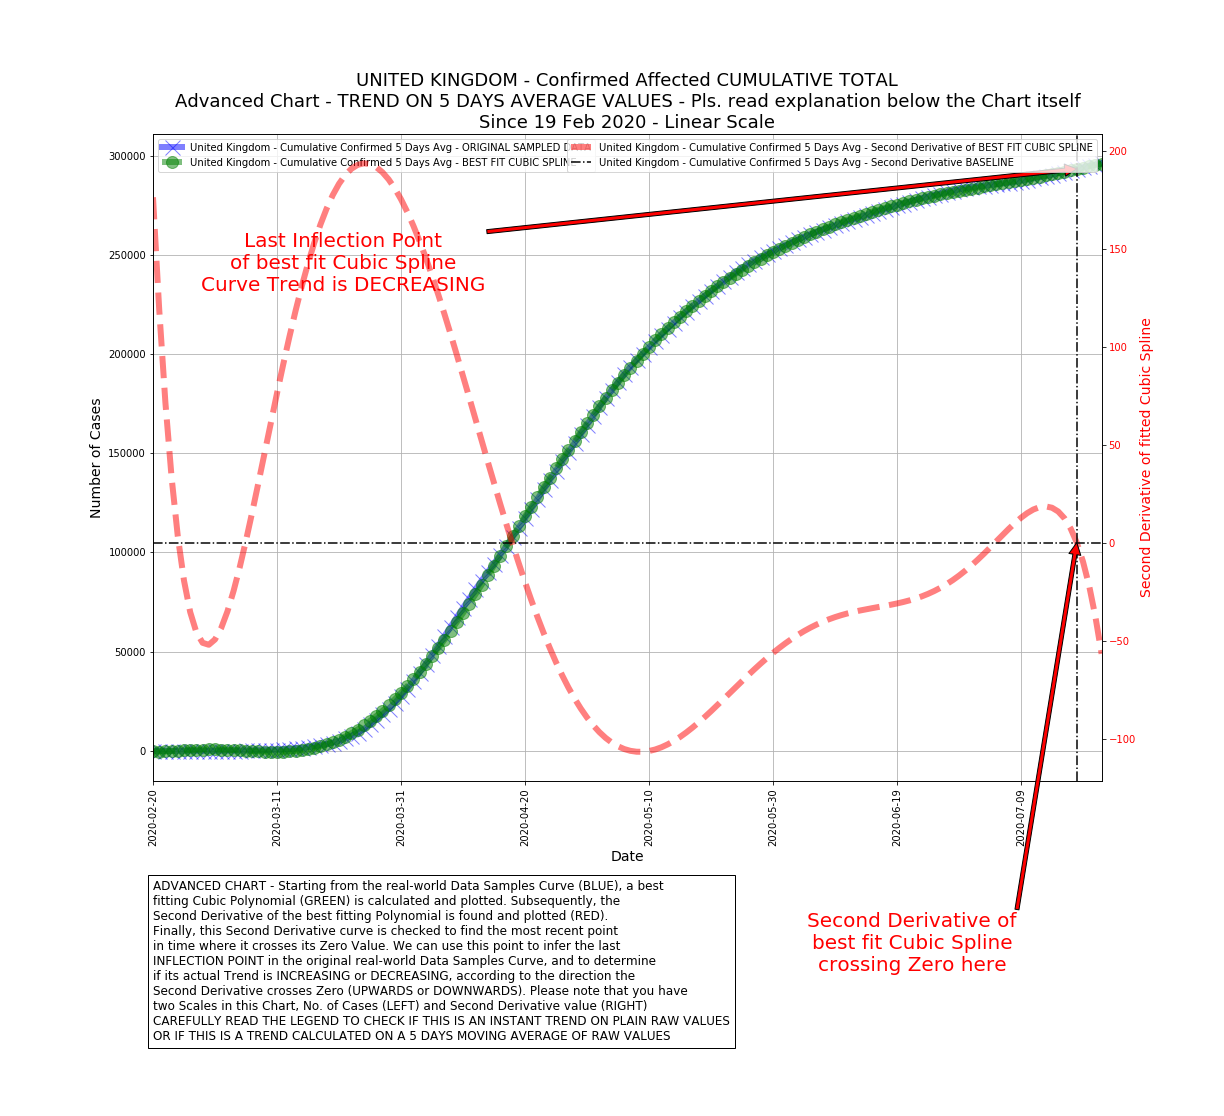 UNITED KINGDOM - Confirmed Affected CUMULATIVE TOTAL
Advanced Chart - TREND ON 5 DAYS AVERAGE VALUES - Pls. read explanation below the Chart itself
Since 19 Feb 2020 - Linear Scale
United Kingdom - Cumulative Confirmed 5 Days Avg - ORIGINAL SAMPLED
United Kingdom - Cumulative Confirmed 5 Days Avg - BEST FIT CUBIC
United Kingdom - Cumulative Confirmed 5 Days Avg - Second Derivative of BEST FIT CUBIC SPLINE
United Kingdom - Cumulative Confirmed 5 Days Avg - Second Derivative BASELINE
300000
250000
200000
150000
100000
50000
0
Number of Cases
200
150
100
50
0
−50
−100
Second Derivative of fitted Cubic Spline
Last Inflection Point
of best fit Cubic Spline
Curve Trend is DECREASING
2020-02-20
2020-03-11
2020-03-31
2020-04-20
2020-05-10
2020-05-30
2020-06-19
2020-07-09
Date
ADVANCED CHART - Starting from the real-world Data Samples Curve (BLUE), a best
fitting Cubic Polynomial (GREEN) is calculated and plotted. Subsequently, the
Second Derivative of the best fitting Polynomial is found and plotted (RED).
Finally, this Second Derivative curve is checked to find the most recent point
in time where it crosses its Zero Value. We can use this point to infer the last
INFLECTION POINT in the original real-world Data Samples Curve, and to determine
if its actual Trend is INCREASING or DECREASING, according to the direction the
Second Derivative crosses Zero (UPWARDS or DOWNWARDS). Please note that you have
two Scales in this Chart, No. of Cases (LEFT) and Second Derivative value (RIGHT)
CAREFULLY READ THE LEGEND TO CHECK IF THIS IS AN INSTANT TREND ON PLAIN RAW VALUES
OR IF THIS IS A TREND CALCULATED ON A 5 DAYS MOVING AVERAGE OF RAW VALUES
Second Derivative of
best fit Cubic Spline
crossing Zero here